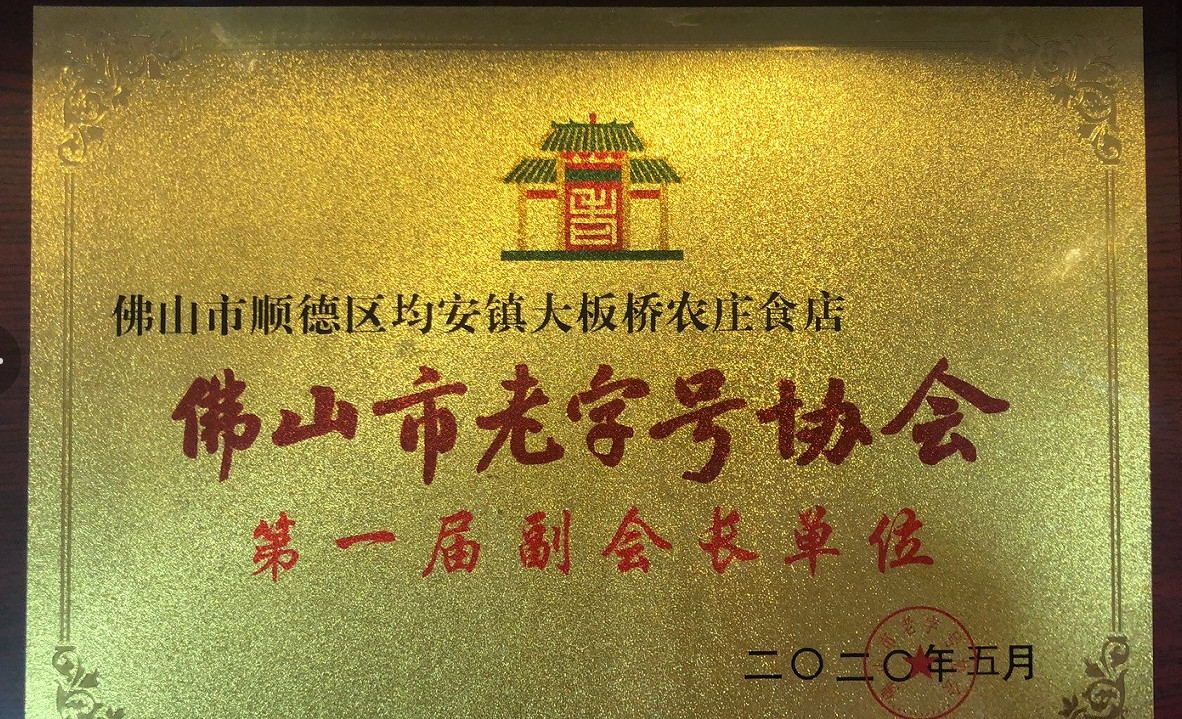 佛山市顺德区均安镇大板桥农庄食店
佛山市老字号协会
第一届副会长单位
二〇二〇年五月